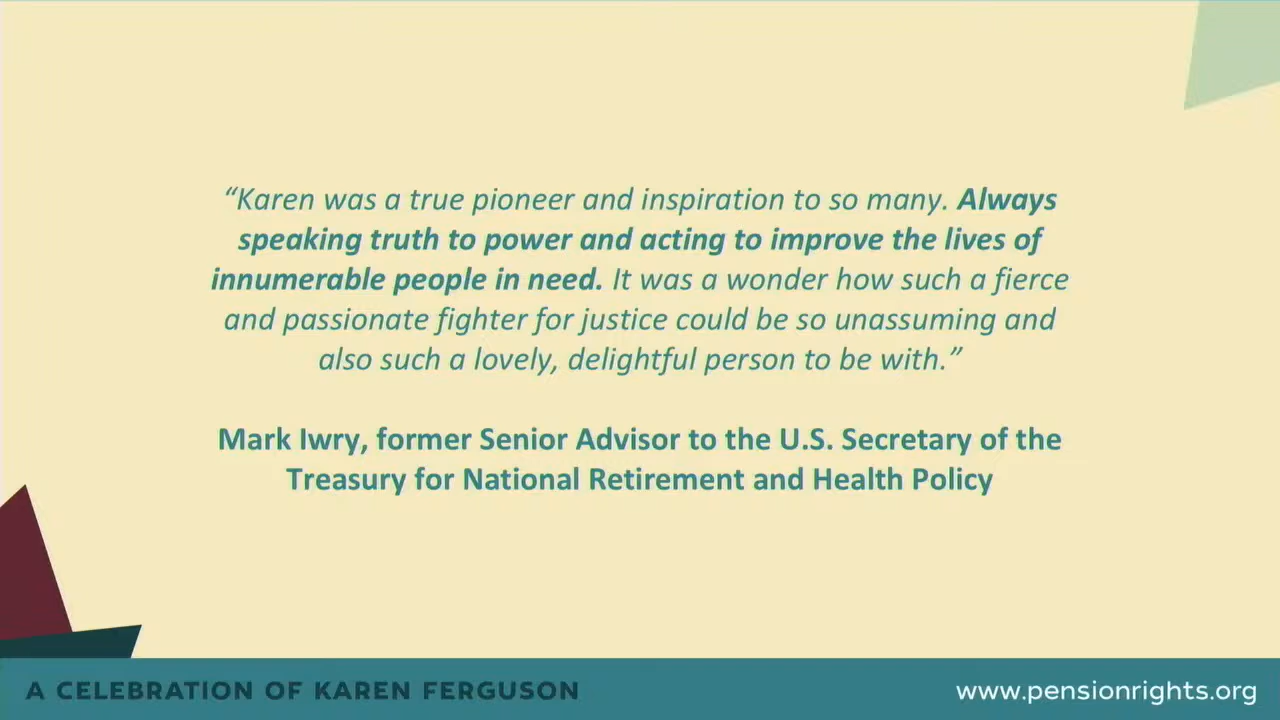 “Karen was a true pioneer and inspiration to so many. Always
speaking truth to power and acting to improve the lives of
innumerable people in need. It was a wonder how such a fierce
and passionate fighter for justice could be so unassuming and
also such a lovely, delightful person to be with.”
Mark Iwry, former Senior Advisor to the U.S. Secretary of the
Treasury for National Retirement and Health Policy
A CELEBRATION OF KAREN FERGUSON
www.pensionrights.org